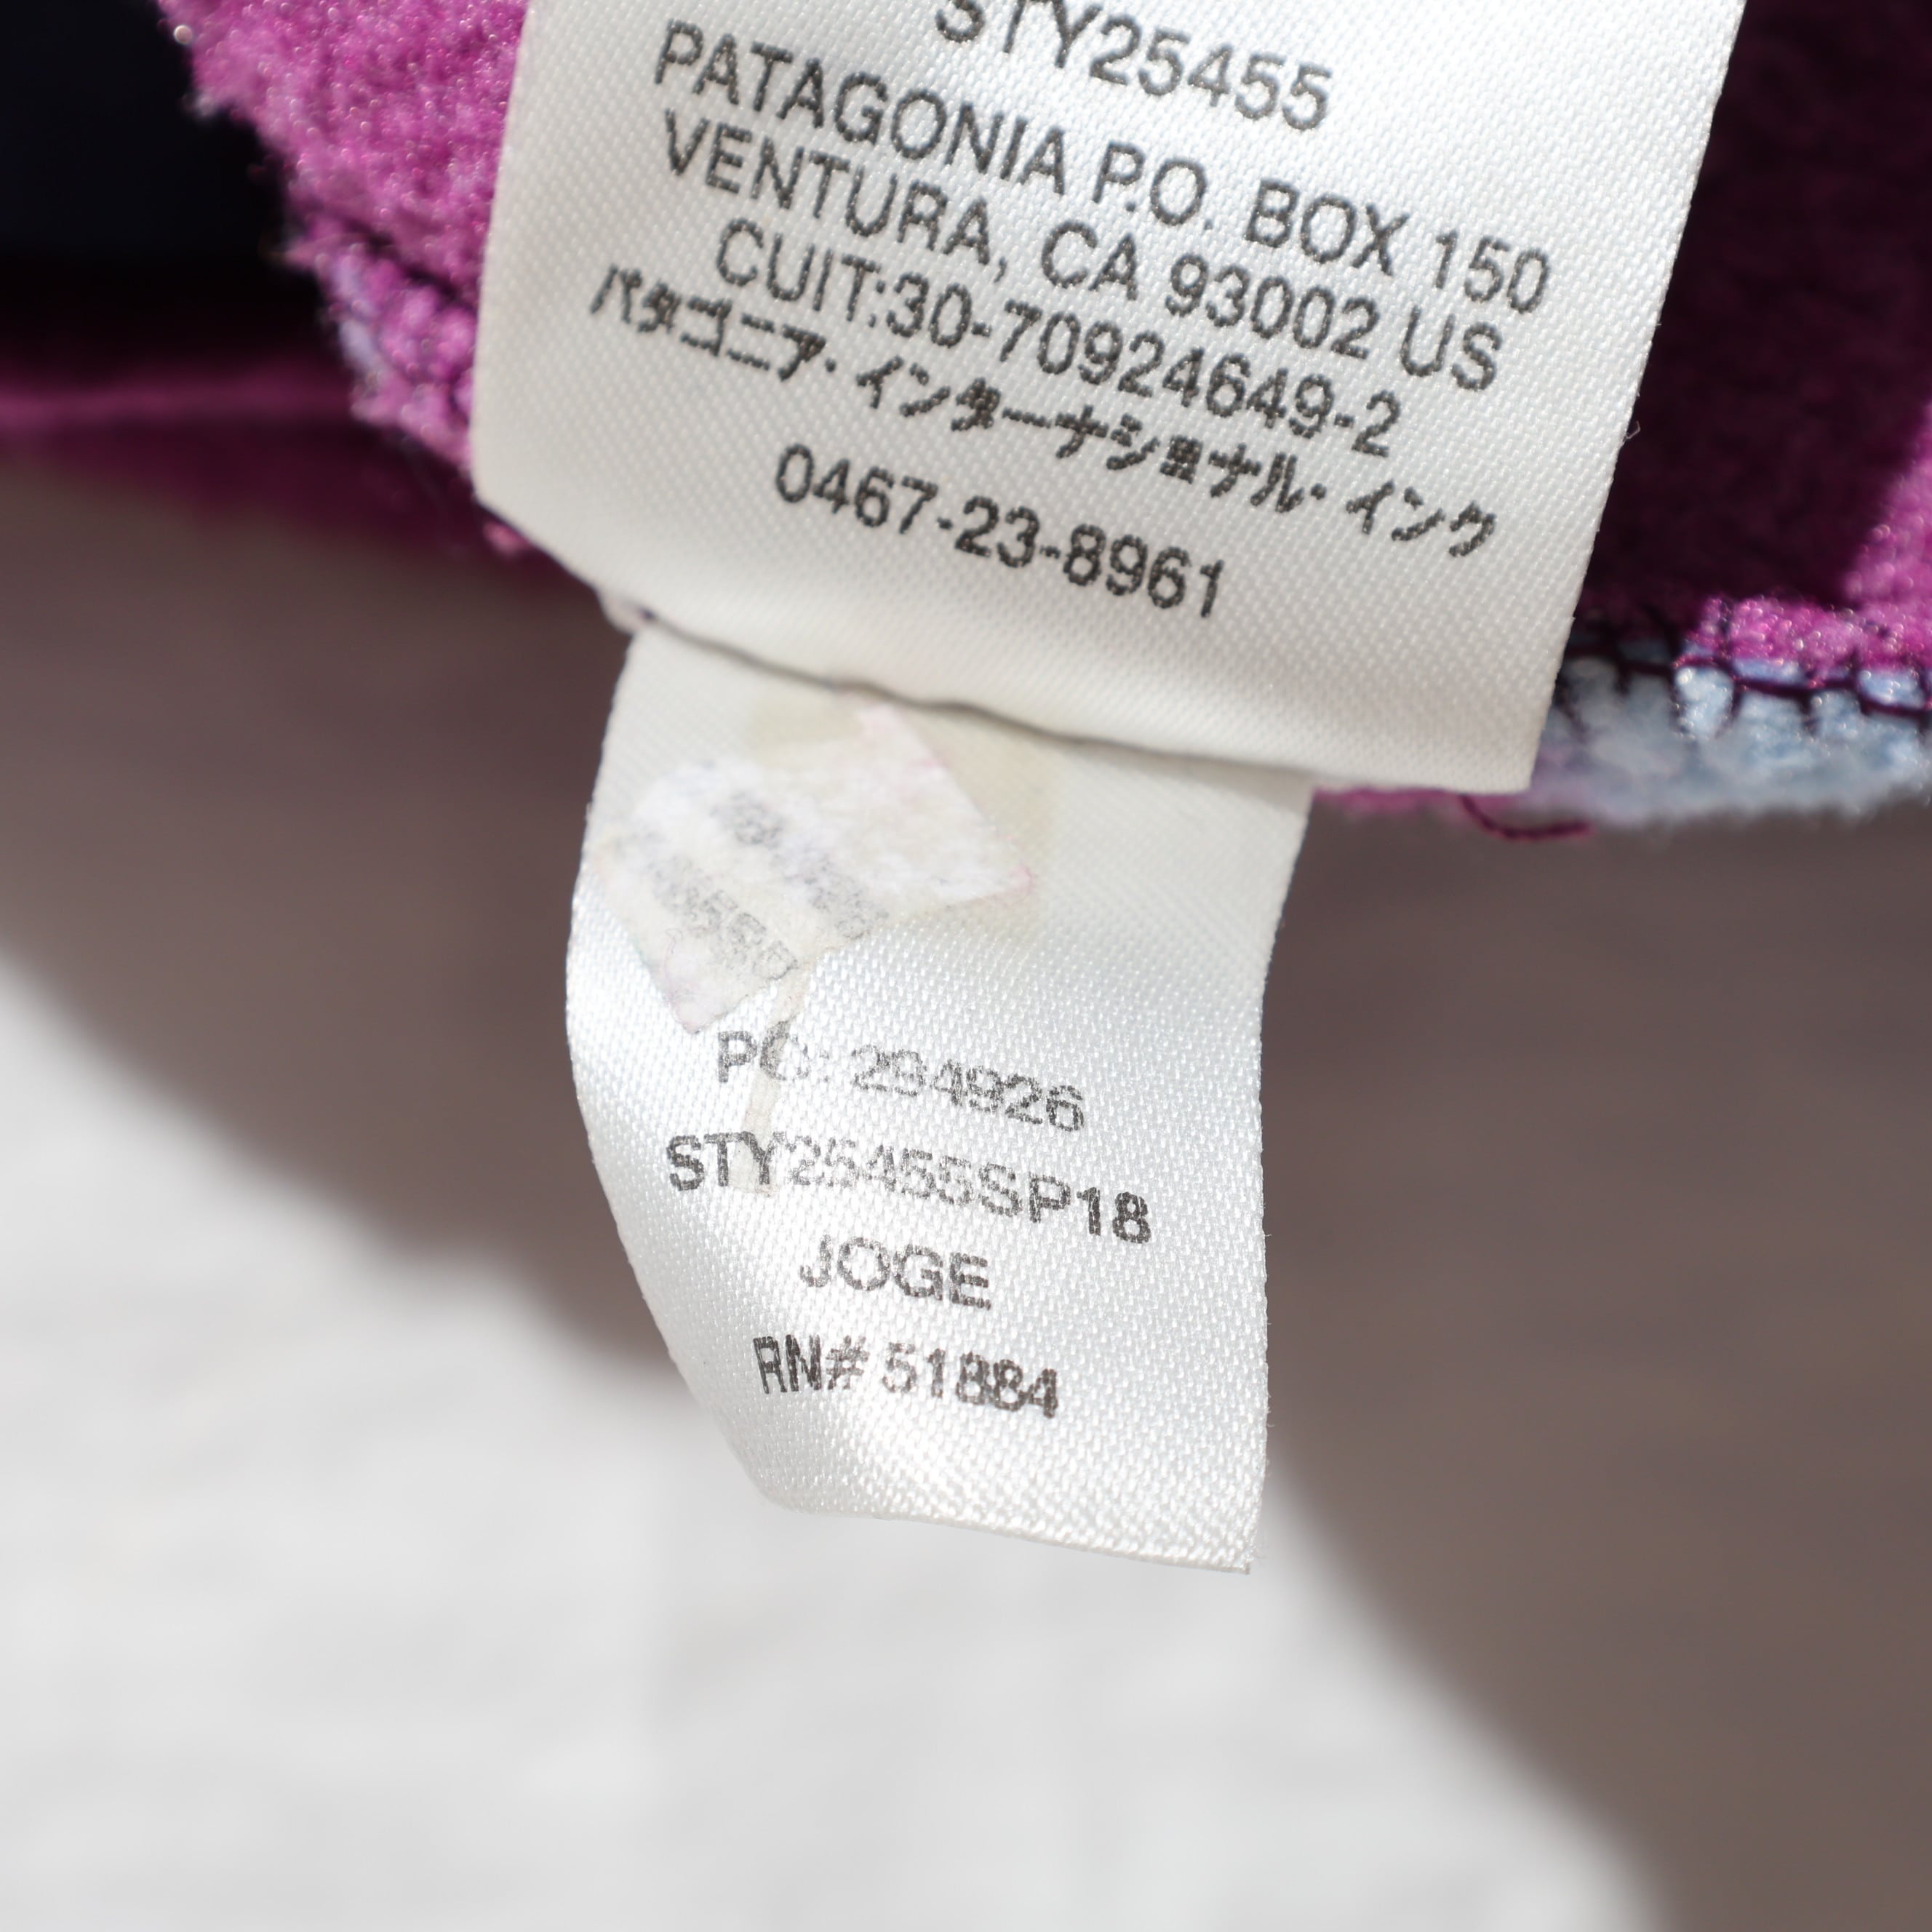 STY25455
PATAGONIA P.O. BOX 150
VENTURA, CA 93002 US
CUIT:30-70924649-2
パタゴニア・インターナショナル・インク
0467-23-8961
PO: 294926
STY25455SP18
JOGE
RN# 51884